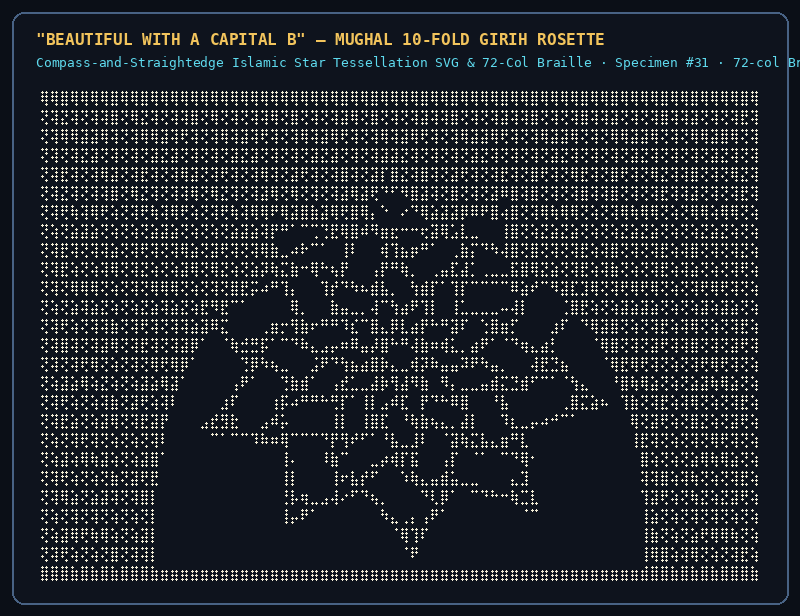 "BEAUTIFUL WITH A CAPITAL B" — MUGHAL 10-FOLD GIRIH ROSETTE
Compass-and-Straightedge Islamic Star Tessellation SVG & 72-Col Braille · Specimen #31 · 72-col Br